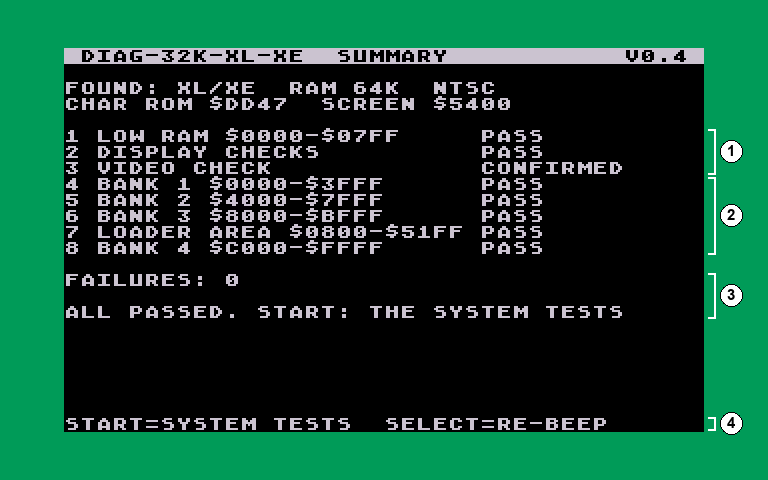 DIAG-32K-XL-XE SUMMARY V0.4
FOUND: XL/XE RAM 64K NTSC
CHAR ROM $DD47 SCREEN $5400
1 LOW RAM $0000-$07FF PASS
2 DISPLAY CHECKS PASS
3 VIDEO CHECK CONFIRMED
1
4 BANK 1 $0000-$3FFF PASS
5 BANK 2 $4000-$7FFF PASS
6 BANK 3 $8000-$BFFF PASS
7 LOADER AREA $0800-$51FF PASS
8 BANK 4 $C000-$FFFF PASS
2
FAILURES: 0
ALL PASSED. START: THE SYSTEM TESTS
3
START=SYSTEM TESTS SELECT=RE-BEEP
4